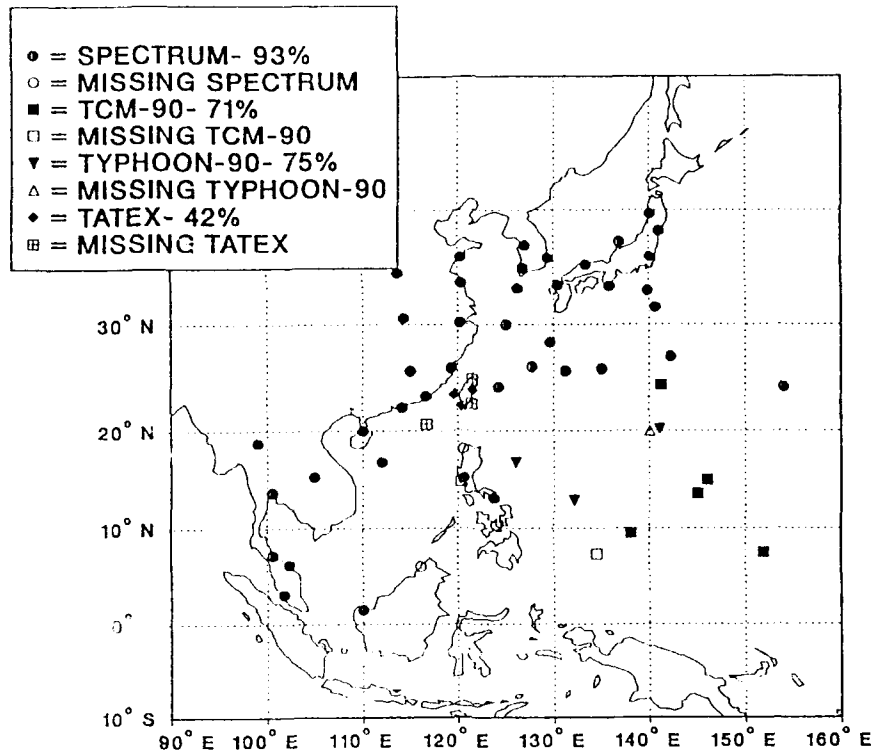 = SPECTRUM- 93%
= MISSING SPECTRUM
= TCM-90- 71%
= MISSING TCM-90
= TYPHOON-90- 75%
= MISSING TYPHOON-90
= TATEX- 42%
= MISSING TATEX
30° N
20° N
10° N
0°
10° S
90° E 100° E 110° E 120° E 130° E 140° E 150° E 160° E